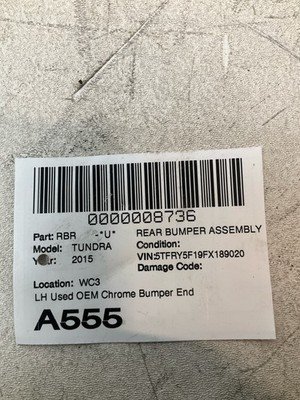 0000008736
Part: RBR -*U* REAR BUMPER ASSEMBLY
Model: TUNDRA Condition:
Year: 2015 VIN:5TFRY5F19FX189020
Damage Code:
Location: WC3
LH Used OEM Chrome Bumper End
A555